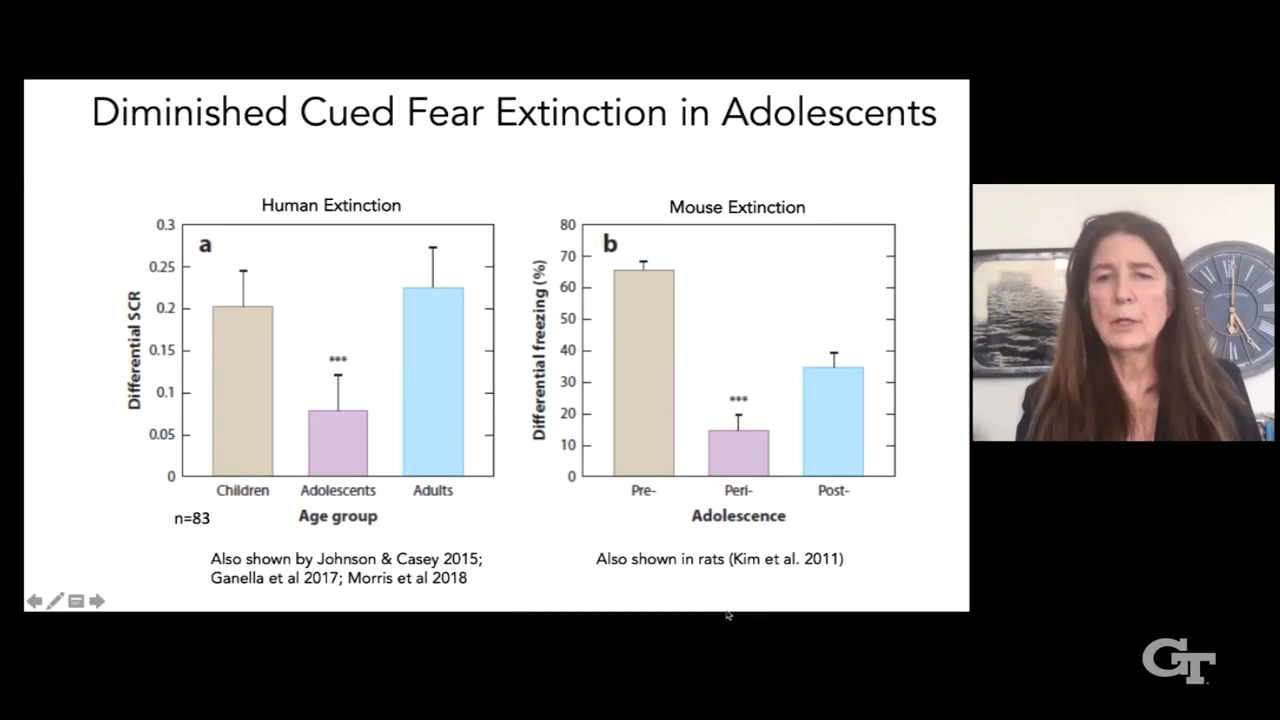 Diminished Cued Fear Extinction in Adolescents
Human Extinction
a
Differential SCR
0.3
0.25
0.2
0.15
0.1
0.05
0
***
Children
Adolescents
Adults
n=83
Age group
Also shown by Johnson & Casey 2015;
Ganella et al 2017; Morris et al 2018
Mouse Extinction
b
Differential freezing (%)
80
70
60
50
40
30
20
10
0
***
Pre-
Peri-
Post-
Adolescence
Also shown in rats (Kim et al. 2011)
GT